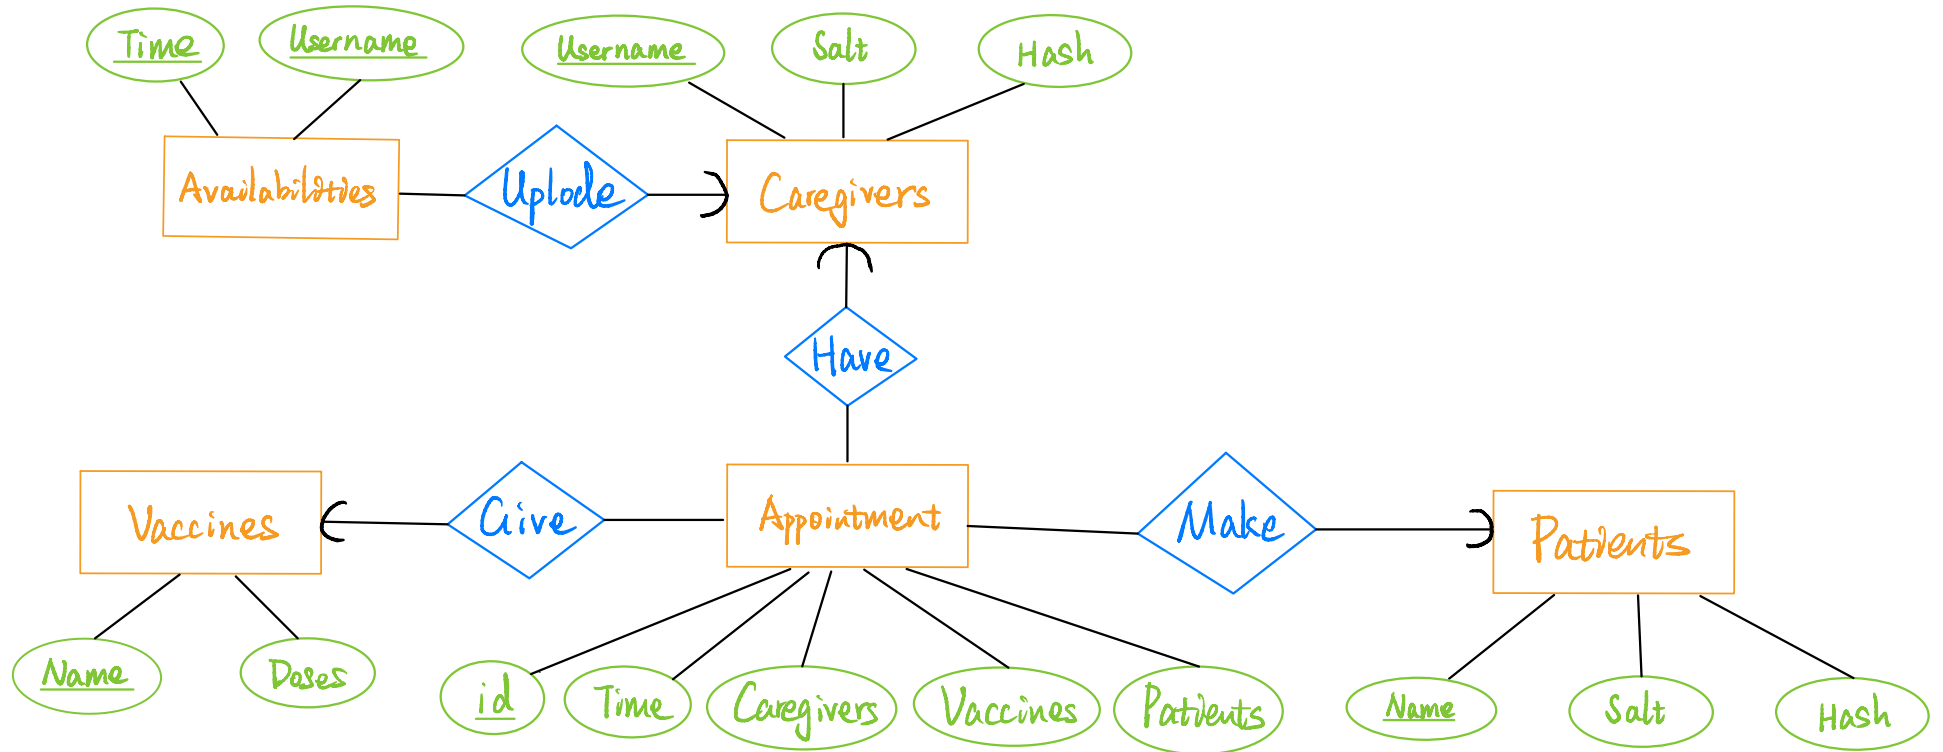 Time
Username
Username
Salt
Hash
Availabilities
Uplode
Caregivers
Have
Vaccines
Give
Appointment
Make
Patients
Name
Doses
id
Time
Caregivers
Vaccines
Patients
Name
Salt
Hash